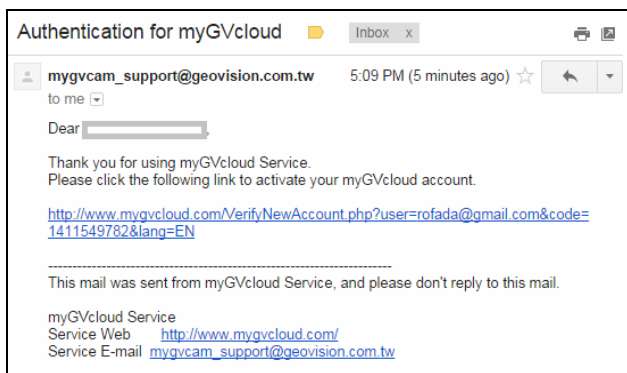 Authentication for myGVcloud Inbox x
mygvcam_support@geovision.com.tw 5:09 PM (5 minutes ago)
to me
Dear ,
Thank you for using myGVcloud Service.
Please click the following link to activate your myGVcloud account.
http://www.mygvcloud.com/VerifyNewAccount.php?user=rofada@gmail.com&code=
1411549782&lang=EN
------------------------------------------------------------------------
This mail was sent from myGVcloud Service, and please don't reply to this mail.
myGVcloud Service
Service Web http://www.mygvcloud.com/
Service E-mail mygvcam_support@geovision.com.tw